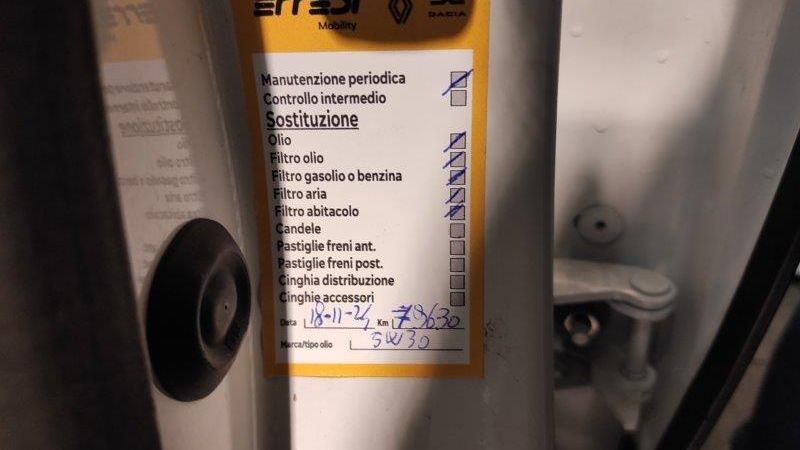 Mobility
DACIA
Manutenzione periodica
Controllo intermedio
Sostituzione
Olio
Filtro olio
Filtro gasolio o benzina
Filtro aria
Filtro abitacolo
Candele
Pastiglie freni ant.
Pastiglie freni post.
Cinghia distribuzione
Cinghie accessori
Data 18-11-24 Km 79630
Marca/tipo olio 5W30